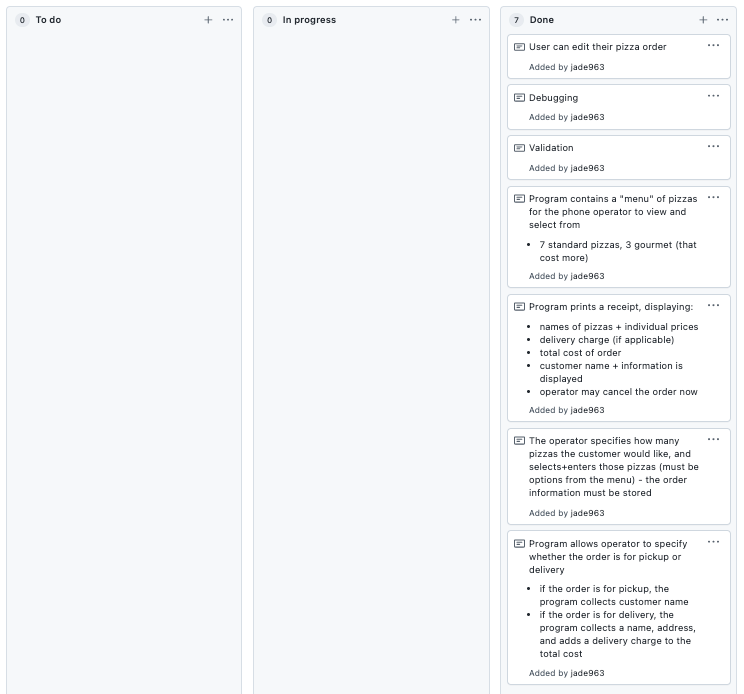 0 To do
0 In progress
7 Done
User can edit their pizza order
Added by jade963
Debugging
Added by jade963
Validation
Added by jade963
Program contains a "menu" of pizzas
for the phone operator to view and
select from
• 7 standard pizzas, 3 gourmet (that
cost more)
Added by jade963
Program prints a receipt, displaying:
• names of pizzas + individual prices
• delivery charge (if applicable)
• total cost of order
• customer name + information is
displayed
• operator may cancel the order now
Added by jade963
The operator specifies how many
pizzas the customer would like, and
selects+enters those pizzas (must be
options from the menu) - the order
information must be stored
Added by jade963
Program allows operator to specify
whether the order is for pickup or
delivery
• if the order is for pickup, the
program collects customer name
• if the order is for delivery, the
program collects a name, address,
and adds a delivery charge to the
total cost
Added by jade963